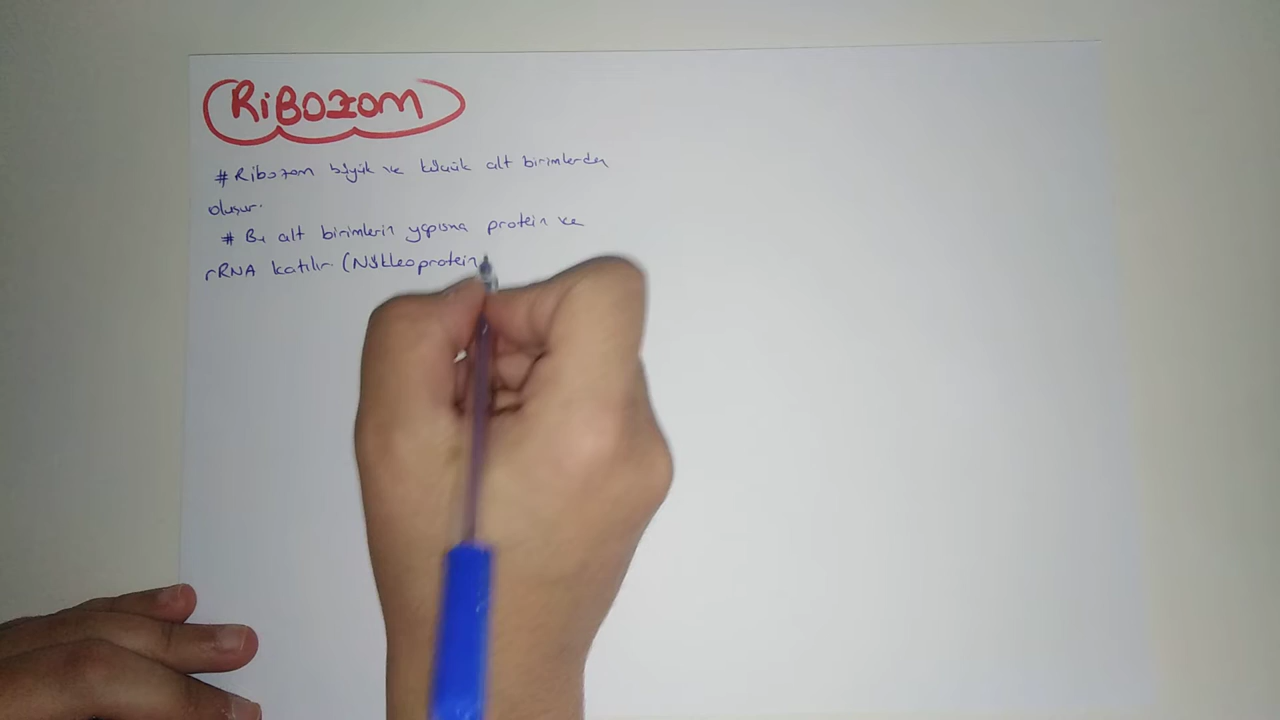 RiBozom
# Ribozom büyük ve küçük alt birimlerden
oluşur.
# Bu alt birimlerin yapısına protein ve
rRNA katılır (Nükleoprotein